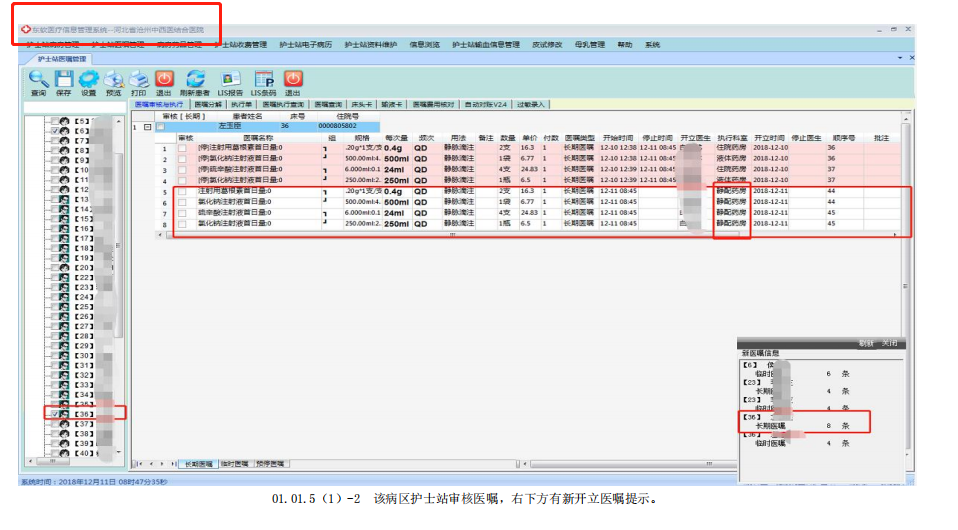 东软医疗信息管理系统--河北省沧州中西医结合医院
护士站病房管理 护士站医嘱管理 病房药品管理 护士站收费管理 护士站电子病历 护士站资料维护 信息浏览 护士站输血信息管理 皮试修改 母乳管理 帮助 系统
护士站医嘱管理
查询 保存 设置 预览 退出 刷新患者 LIS报告 LIS条码 退出
医嘱审核与执行 医嘱分解 执行单 医嘱执行查询 医嘱查询 床头卡 输液卡 医嘱费用核对 自动对账V2.4 过敏录入
审核 [长期] 患者姓名 床号 住院号
1 左玉莲 36 0000805802
审核 医嘱名称 组 规格 每次量 频次 用法 备注 数量 单价 付数 医嘱类型 开始时间 停止时间 开立医生 执行科室 开立时间 停止医生 顺序号 批注
1 [停]注射用葛根素首日量:0 ┓ .20g*1支/支 0.4g QD 静脉滴注 2支 16.3 1 长期医嘱 12-10 12:38 12-11 08:45 住院药房 2018-12-10 36
2 [停]氯化钠注射液首日量:0 ┛ 500.00ml:4. 500ml QD 静脉滴注 1袋 6.77 1 长期医嘱 12-10 12:38 12-11 08:45 液体药房 2018-12-10 36
3 [停]硫辛酸注射液首日量:0 ┓ 6.000ml:0.1 24ml QD 静脉滴注 4支 24.83 1 长期医嘱 12-10 12:39 12-11 08:45 住院药房 2018-12-10 37
4 [停]氯化钠注射液首日量:0 ┛ 250.00ml:2. 250ml QD 静脉滴注 1瓶 6.5 1 长期医嘱 12-10 12:39 12-11 08:45 液体药房 2018-12-10 37
5 注射用葛根素首日量:0 ┓ .20g*1支/支 0.4g QD 静脉滴注 2支 16.3 1 长期医嘱 12-11 08:45 静配药房 2018-12-11 44
6 氯化钠注射液首日量:0 ┛ 500.00ml:4. 500ml QD 静脉滴注 1袋 6.77 1 长期医嘱 12-11 08:45 静配药房 2018-12-11 44
7 硫辛酸注射液首日量:0 ┓ 6.000ml:0.1 24ml QD 静脉滴注 4支 24.83 1 长期医嘱 12-11 08:45 静配药房 2018-12-11 45
8 氯化钠注射液首日量:0 ┛ 250.00ml:2. 250ml QD 静脉滴注 1瓶 6.5 1 长期医嘱 12-11 08:45 白 静配药房 2018-12-11 45
【5】
【6】
【7】
【8】
【9】
【10
【11
【12
【13
【14
【15】
【16】
【17】
【18】
【19】
【20】
【22】
【23】
【24】
【25】
【26】
【27】
【28】
【29】
【30】
【31】
【32】
【33】
【34】
【35】
【36】
【37】
【38】
【39】
【40】
刷新 关闭
新医嘱信息
【6】
临时医 6 条
【23】
长期医 4 条
【23】
临时医 4 条
【36】
长期医嘱 8 条
【36】
临时医嘱 4 条
长期医嘱 临时医嘱 预停医嘱
系统时间：2018年12月11日 08时47分35秒
01.01.5（1）-2 该病区护士站审核医嘱，右下方有新开立医嘱提示。